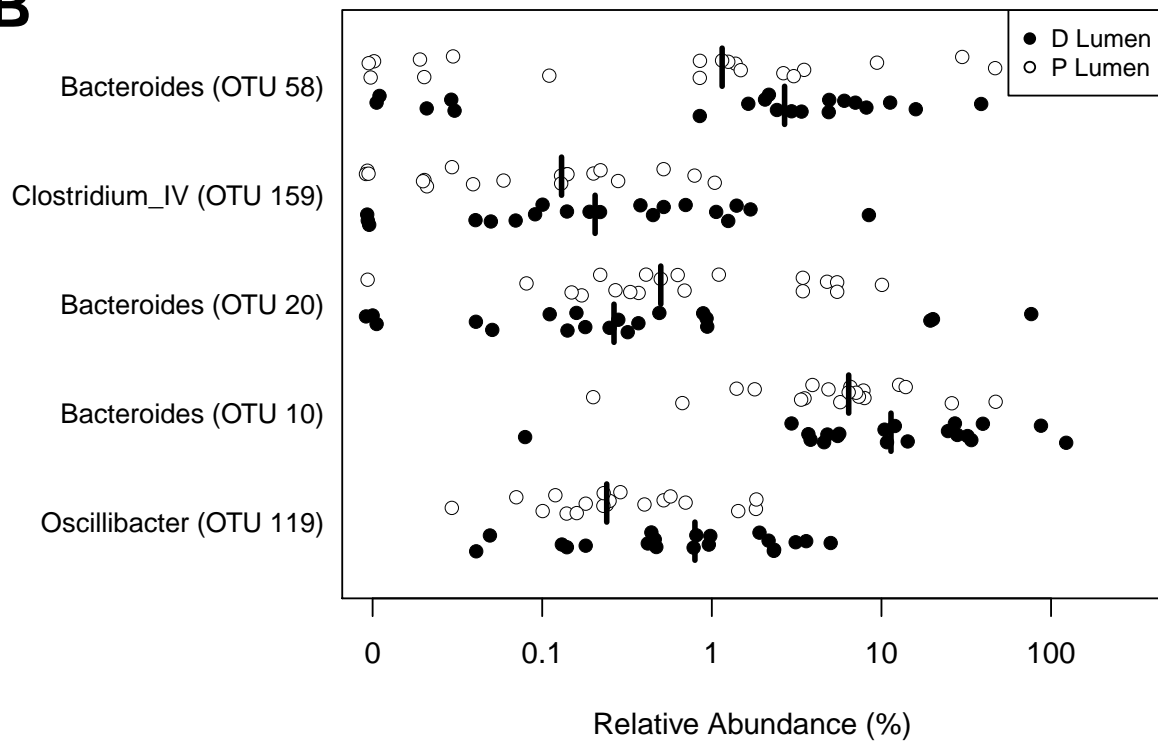 B
D Lumen
P Lumen
Bacteroides (OTU 58)
Clostridium_IV (OTU 159)
Bacteroides (OTU 20)
Bacteroides (OTU 10)
Oscillibacter (OTU 119)
0 0.1 1 10 100
Relative Abundance (%)